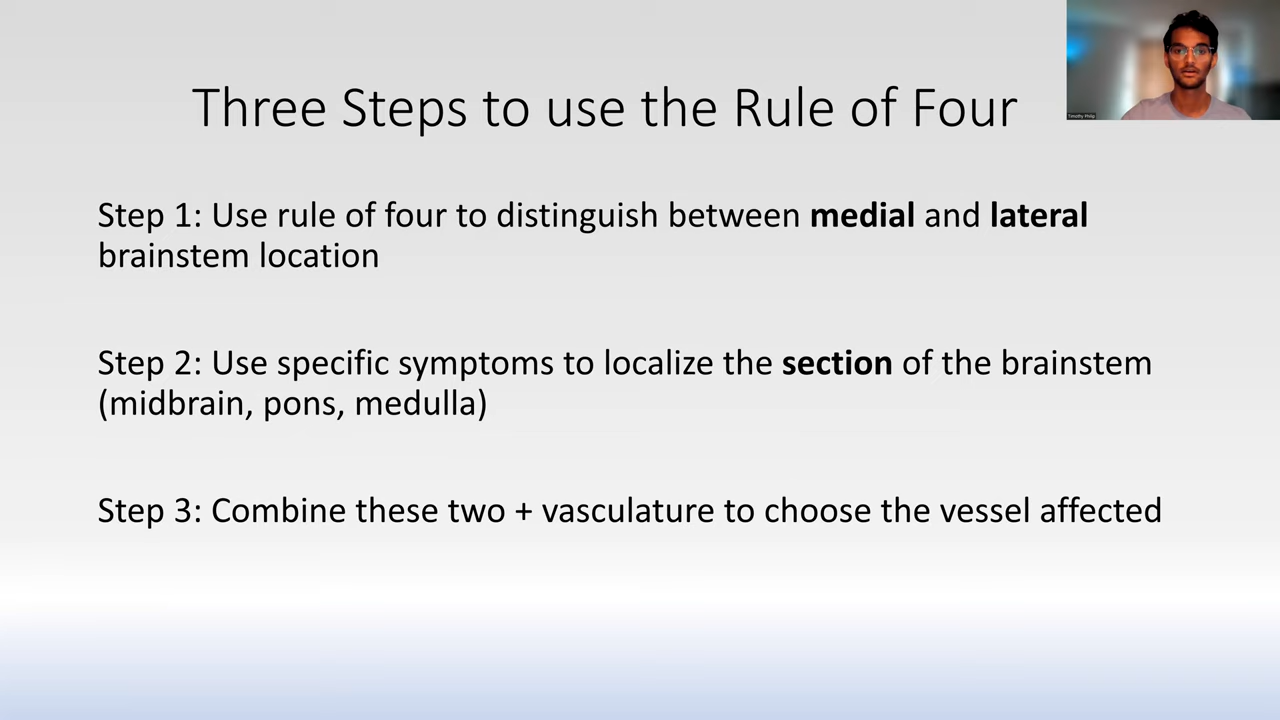 Three Steps to use the Rule of Four
Timothy Philip
Step 1: Use rule of four to distinguish between medial and lateral
brainstem location
Step 2: Use specific symptoms to localize the section of the brainstem
(midbrain, pons, medulla)
Step 3: Combine these two + vasculature to choose the vessel affected